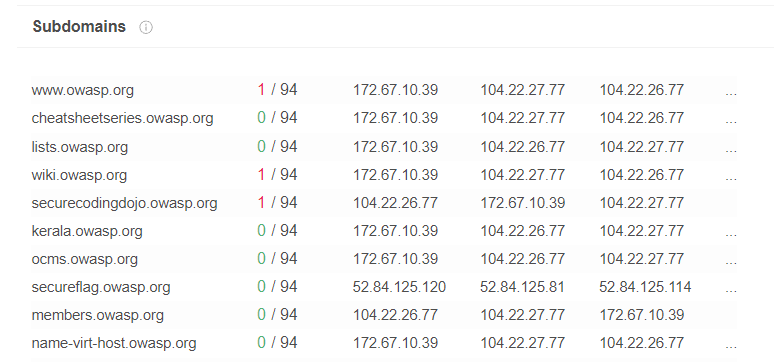 Subdomains
www.owasp.org 1 / 94 172.67.10.39 104.22.27.77 104.22.26.77 ...
cheatsheetseries.owasp.org 0 / 94 172.67.10.39 104.22.27.77 104.22.26.77 ...
lists.owasp.org 0 / 94 172.67.10.39 104.22.26.77 104.22.27.77 ...
wiki.owasp.org 1 / 94 172.67.10.39 104.22.27.77 104.22.26.77 ...
securecodingdojo.owasp.org 1 / 94 104.22.26.77 172.67.10.39 104.22.27.77
kerala.owasp.org 0 / 94 172.67.10.39 104.22.26.77 104.22.27.77 ...
ocms.owasp.org 0 / 94 172.67.10.39 104.22.26.77 104.22.27.77 ...
secureflag.owasp.org 0 / 94 52.84.125.120 52.84.125.81 52.84.125.114 ...
members.owasp.org 0 / 94 104.22.26.77 104.22.27.77 172.67.10.39
name-virt-host.owasp.org 0 / 94 172.67.10.39 104.22.27.77 104.22.26.77 ...